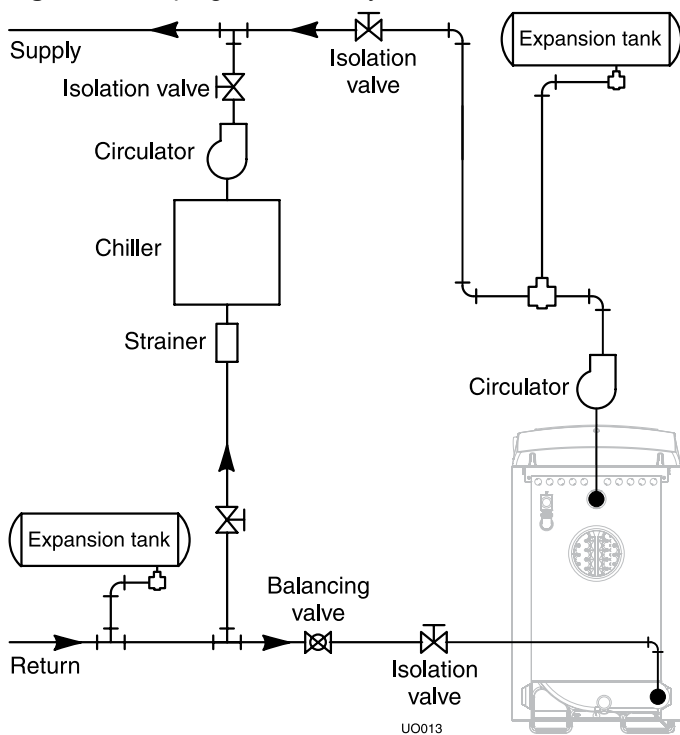 Supply
Isolation
valve
Expansion tank
Isolation valve
Circulator
Chiller
Strainer
Circulator
Expansion tank
Balancing
valve
Return
Isolation
valve
UO013